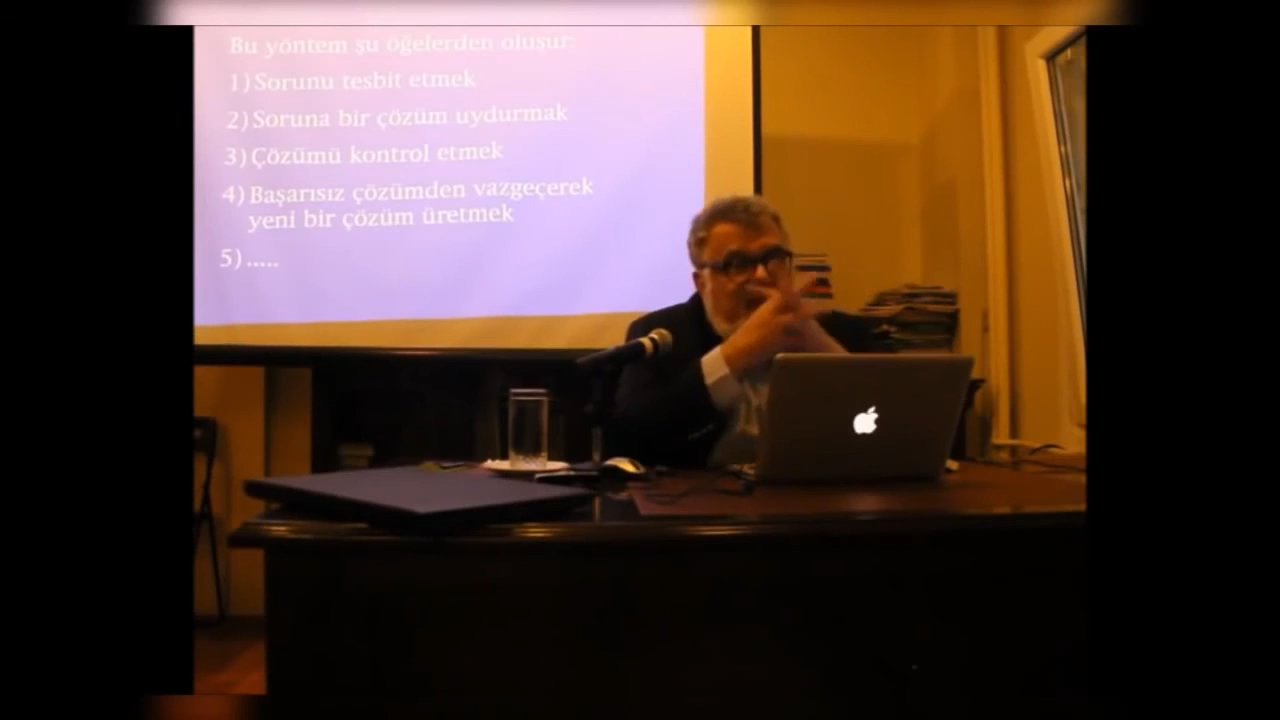 Bu yöntem şu öğelerden oluşur:
1) Sorunu tesbit etmek
2) Soruna bir çözüm uydurmak
3) Çözümü kontrol etmek
4) Başarısız çözümden vazgeçerek
yeni bir çözüm üretmek
5) .....